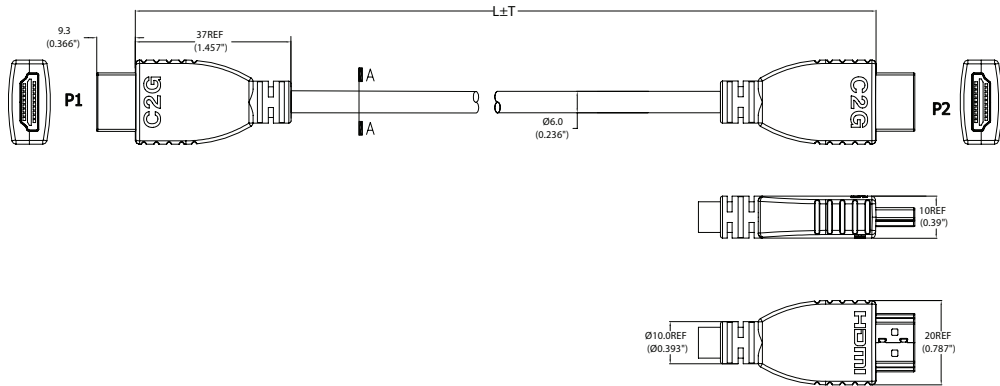 L±T
9.3
(0.366")
37REF
(1.457")
A
P1
C2G
C2G
P2
A
Ø6.0
(0.236")
10REF
(0.39")
Ø10.0REF
(Ø0.393")
HDMI
20REF
(0.787")